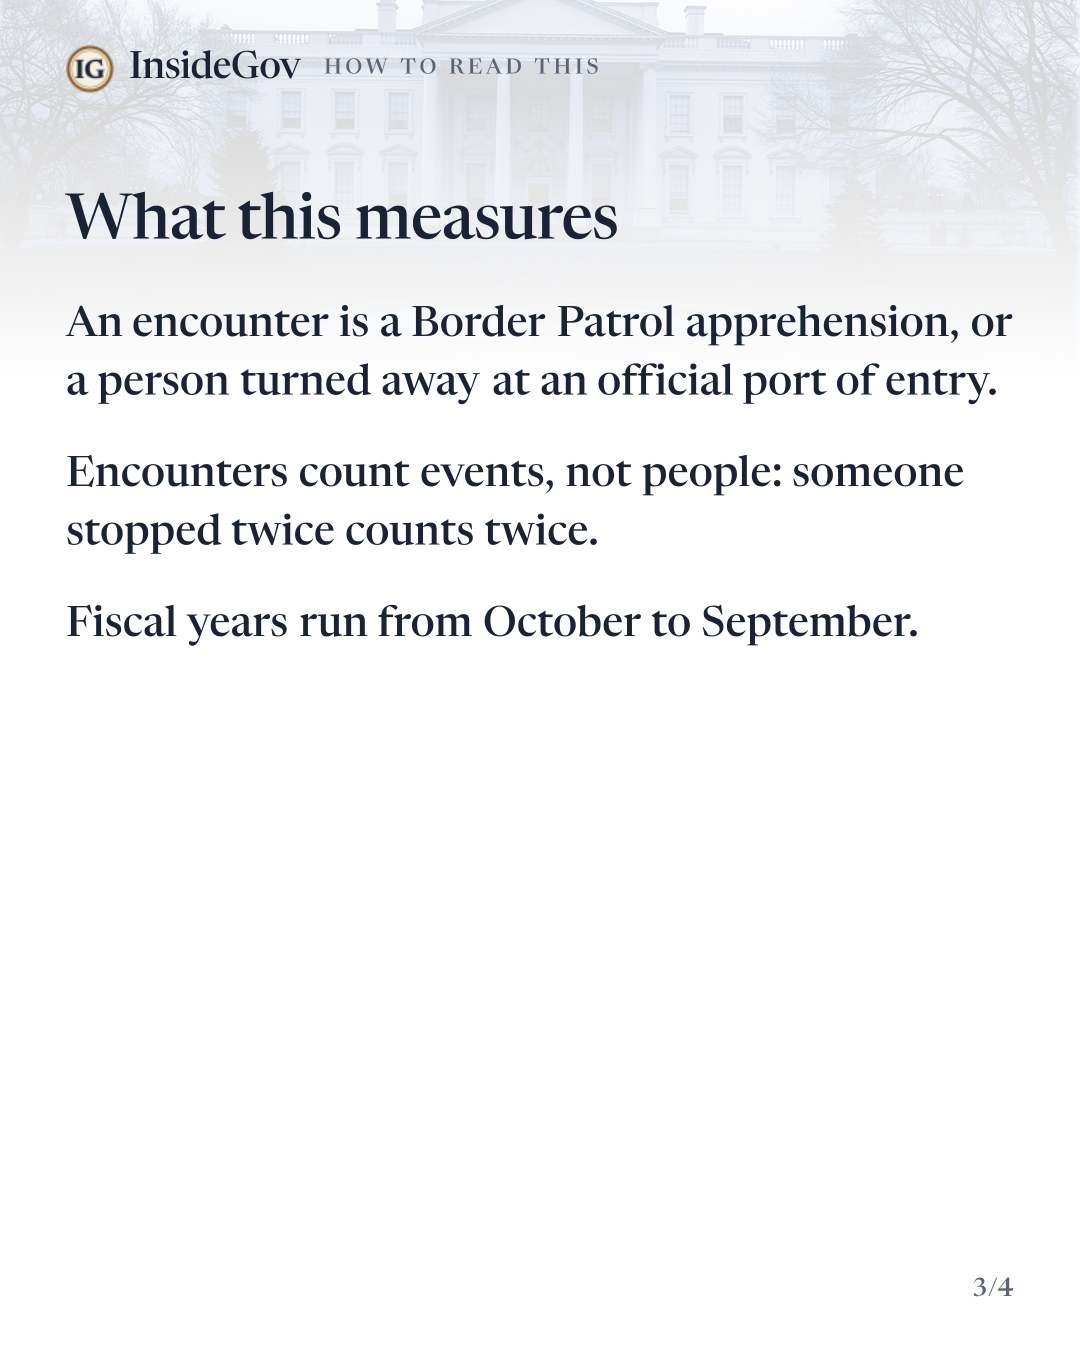 IG InsideGov HOW TO READ THIS
What this measures
An encounter is a Border Patrol apprehension, or
a person turned away at an official port of entry.
Encounters count events, not people: someone
stopped twice counts twice.
Fiscal years run from October to September.
3/4